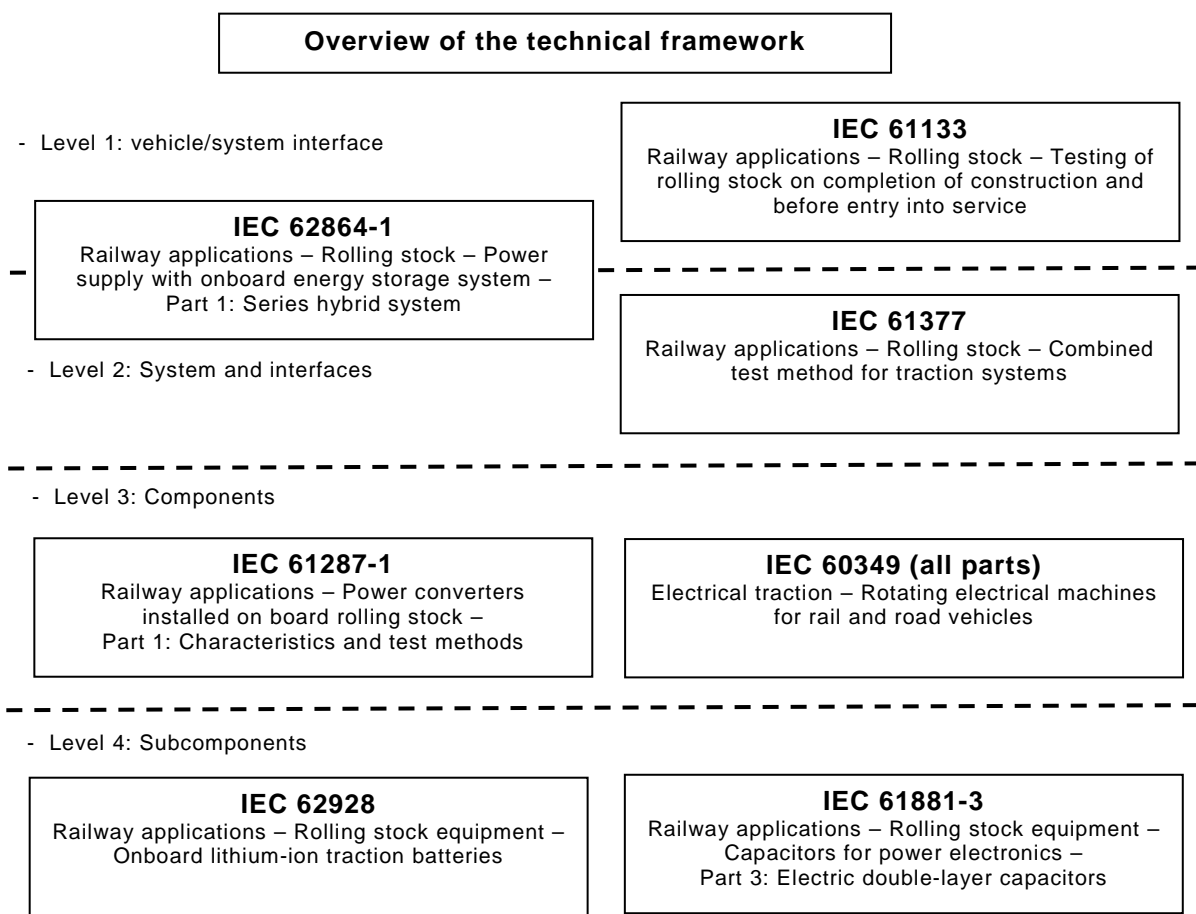 Overview of the technical framework
- Level 1: vehicle/system interface
IEC 61133
Railway applications – Rolling stock – Testing of
rolling stock on completion of construction and
before entry into service
IEC 62864-1
Railway applications – Rolling stock – Power
supply with onboard energy storage system –
Part 1: Series hybrid system
IEC 61377
Railway applications – Rolling stock – Combined
test method for traction systems
- Level 2: System and interfaces
- Level 3: Components
IEC 61287-1
Railway applications – Power converters
installed on board rolling stock –
Part 1: Characteristics and test methods
IEC 60349 (all parts)
Electrical traction – Rotating electrical machines
for rail and road vehicles
- Level 4: Subcomponents
IEC 62928
Railway applications – Rolling stock equipment –
Onboard lithium-ion traction batteries
IEC 61881-3
Railway applications – Rolling stock equipment –
Capacitors for power electronics –
Part 3: Electric double-layer capacitors